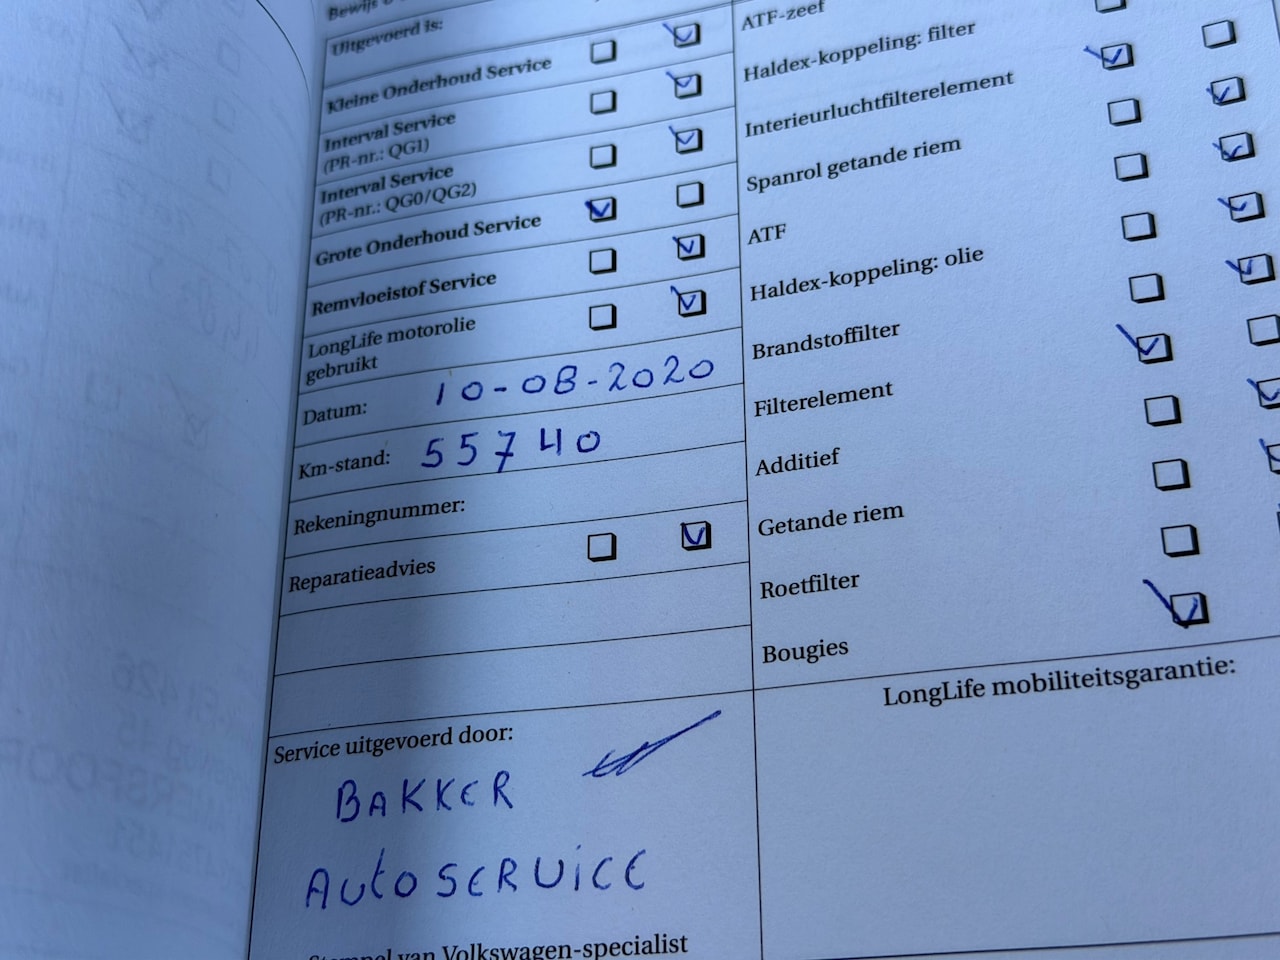 Bewijs
Uitgevoerd is:
Kleine Onderhoud Service
Interval Service
(PR-nr.: QG1)
Interval Service
(PR-nr.: QG0/QG2)
Grote Onderhoud Service
Remvloeistof Service
LongLife motorolie
gebruikt
Datum: 10-08-2020
Km-stand: 55740
Rekeningnummer:
Reparatieadvies
Service uitgevoerd door:
BAKKER
AUTOSERVICE
Stempel van Volkswagen-specialist
ATF-zeef
Haldex-koppeling: filter
Interieurluchtfilterelement
Spanrol getande riem
ATF
Haldex-koppeling: olie
Brandstoffilter
Filterelement
Additief
Getande riem
Roetfilter
Bougies
LongLife mobiliteitsgarantie: